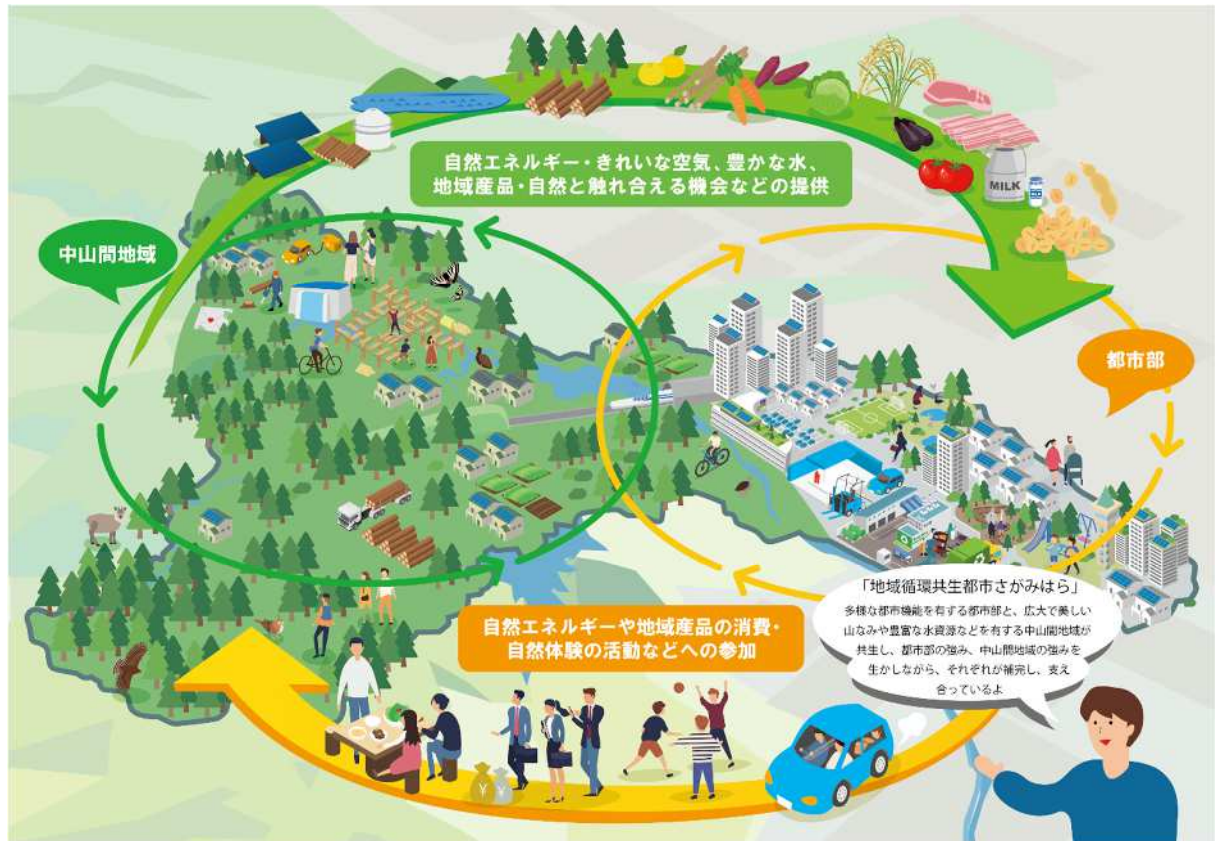 自然エネルギー・きれいな空気、豊かな水、
地域産品・自然と触れ合える機会などの提供
中山間地域
MILK
都市部
「地域循環共生都市さがみはら」
多様な都市機能を有する都市部と、広大で美しい
山なみや豊富な水資源などを有する中山間地域が
共生し、都市部の強み、中山間地域の強みを
生かしながら、それぞれが補完し、支え
合っているよ
自然エネルギーや地域産品の消費・
自然体験の活動などへの参加
¥
¥